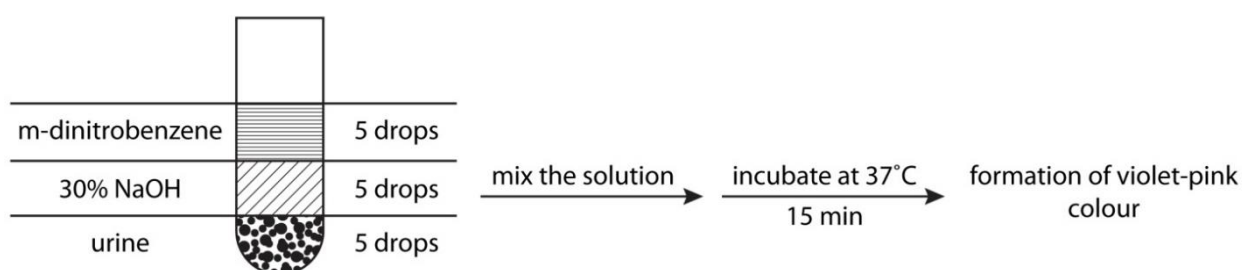 m-dinitrobenzene 5 drops
30% NaOH 5 drops
urine 5 drops
mix the solution
incubate at 37˚C
15 min
formation of violet-pink
colour